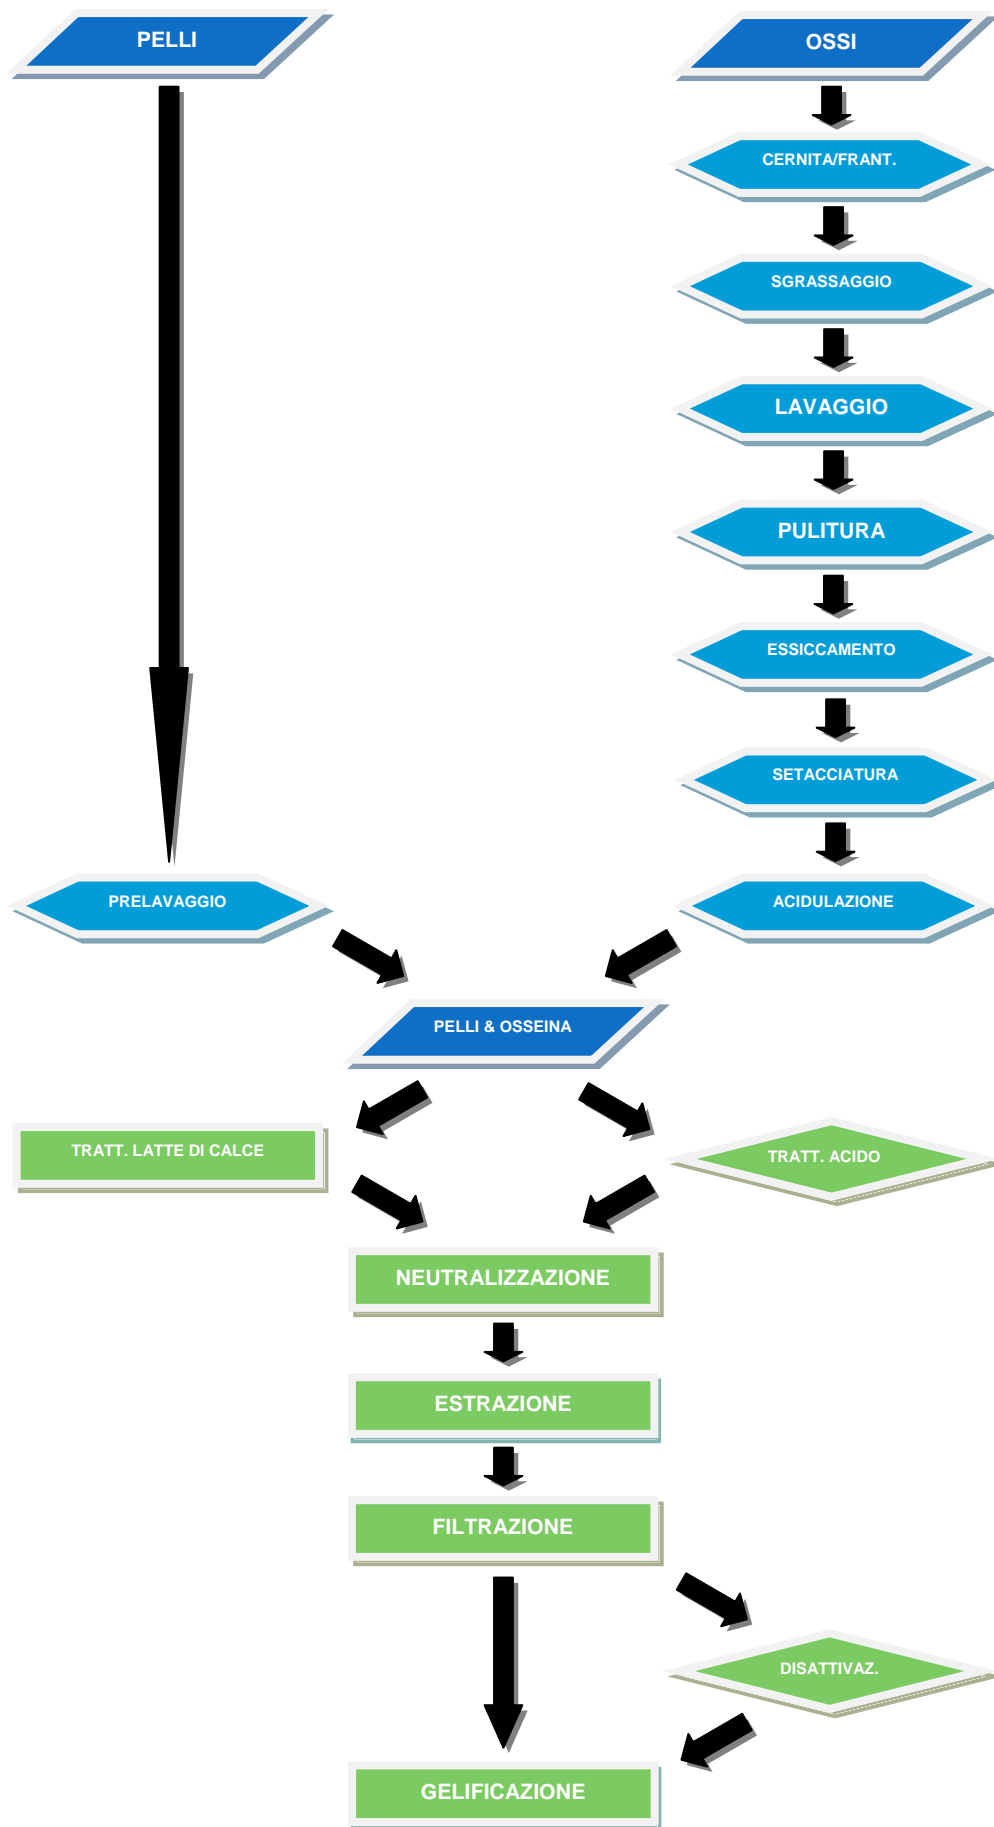 PELLI
OSSI
CERNITA/FRANT.
SGRASSAGGIO
LAVAGGIO
PULITURA
ESSICCAMENTO
SETACCIATURA
PRELAVAGGIO
ACIDULAZIONE
PELLI & OSSEINA
TRATT. LATTE DI CALCE
TRATT. ACIDO
NEUTRALIZZAZIONE
ESTRAZIONE
FILTRAZIONE
DISATTIVAZ.
GELIFICAZIONE